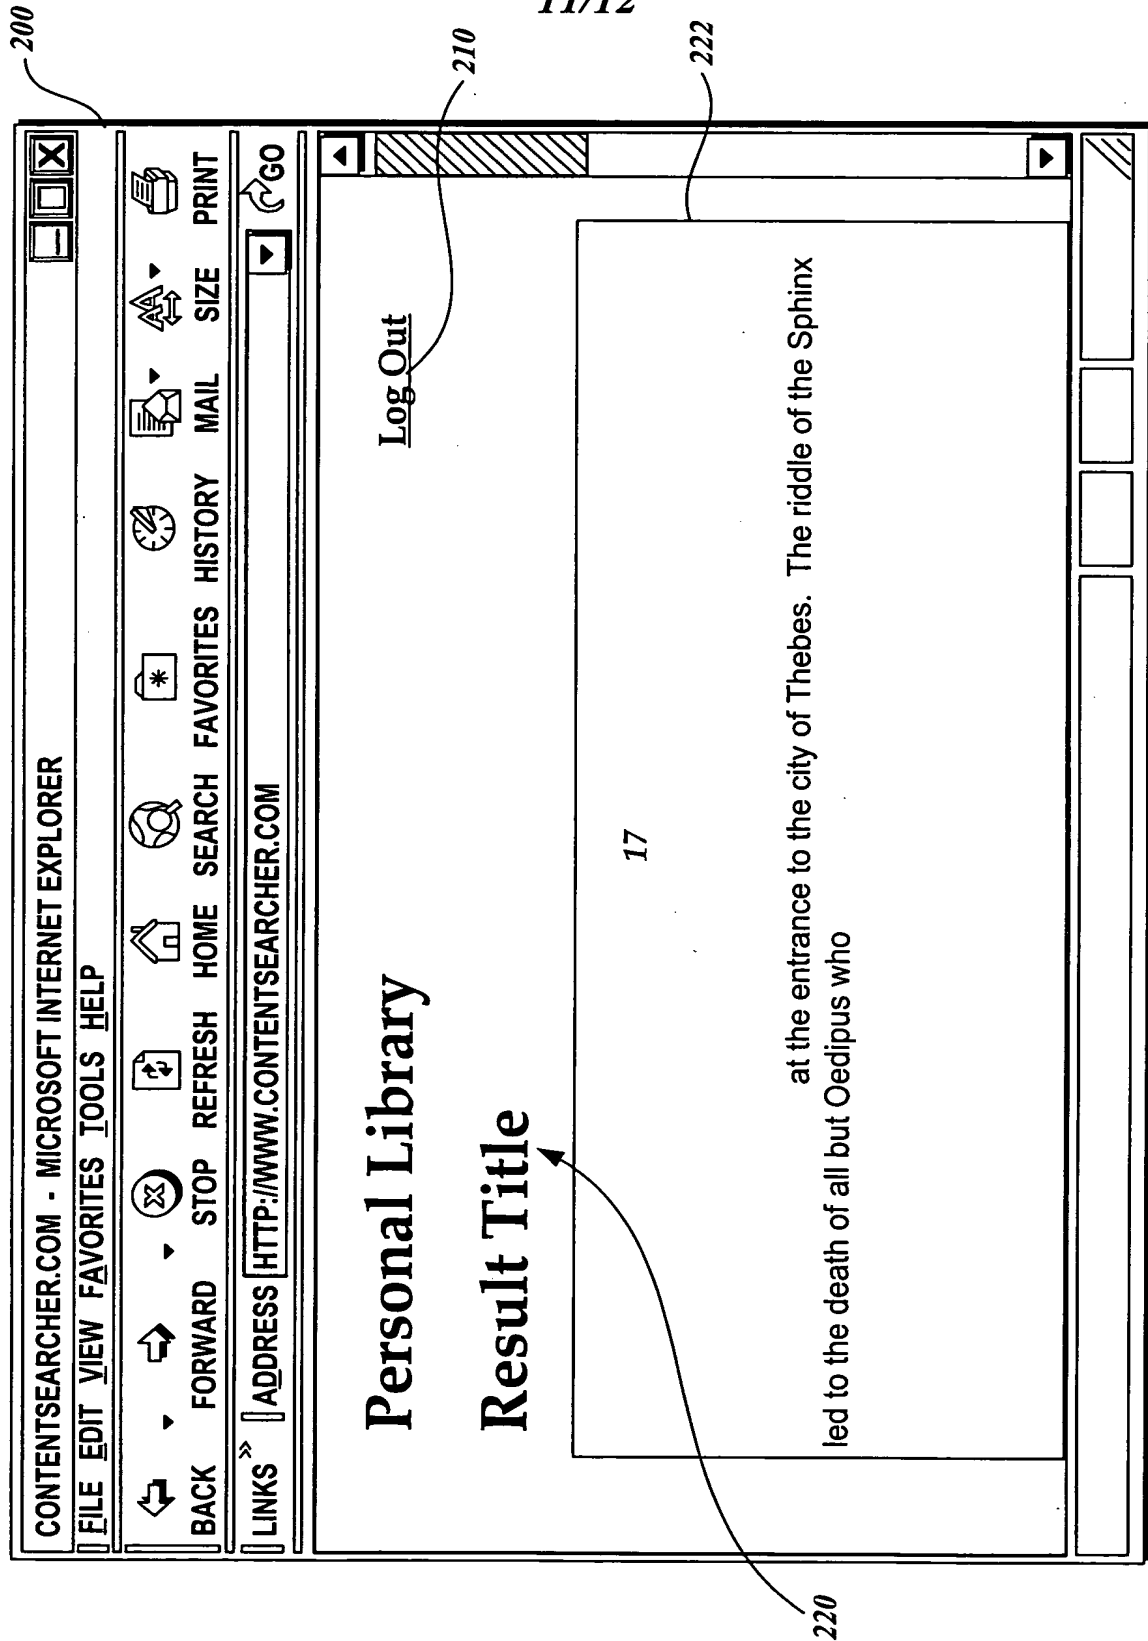 11/12
200
CONTENTSEARCHER.COM - MICROSOFT INTERNET EXPLORER
FILE EDIT VIEW FAVORITES TOOLS HELP
BACK FORWARD STOP REFRESH HOME SEARCH FAVORITES HISTORY MAIL SIZE PRINT
LINKS » ADDRESS HTTP://WWW.CONTENTSEARCHER.COM GO
Personal Library
Log Out
210
Result Title
220
222
17
at the entrance to the city of Thebes. The riddle of the Sphinx
led to the death of all but Oedipus who